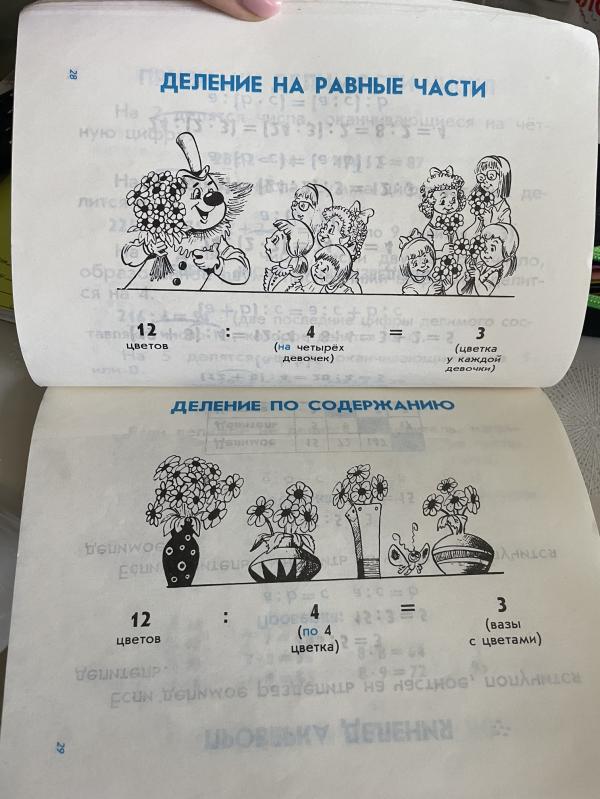 28
ДЕЛЕНИЕ НА РАВНЫЕ ЧАСТИ
12 : 4 = 3
цветов (на четырёх (цветка
девочек) у каждой
девочки)
ДЕЛЕНИЕ ПО СОДЕРЖАНИЮ
12 : 4 = 3
цветов (по 4 (вазы
цветка) с цветами)
29